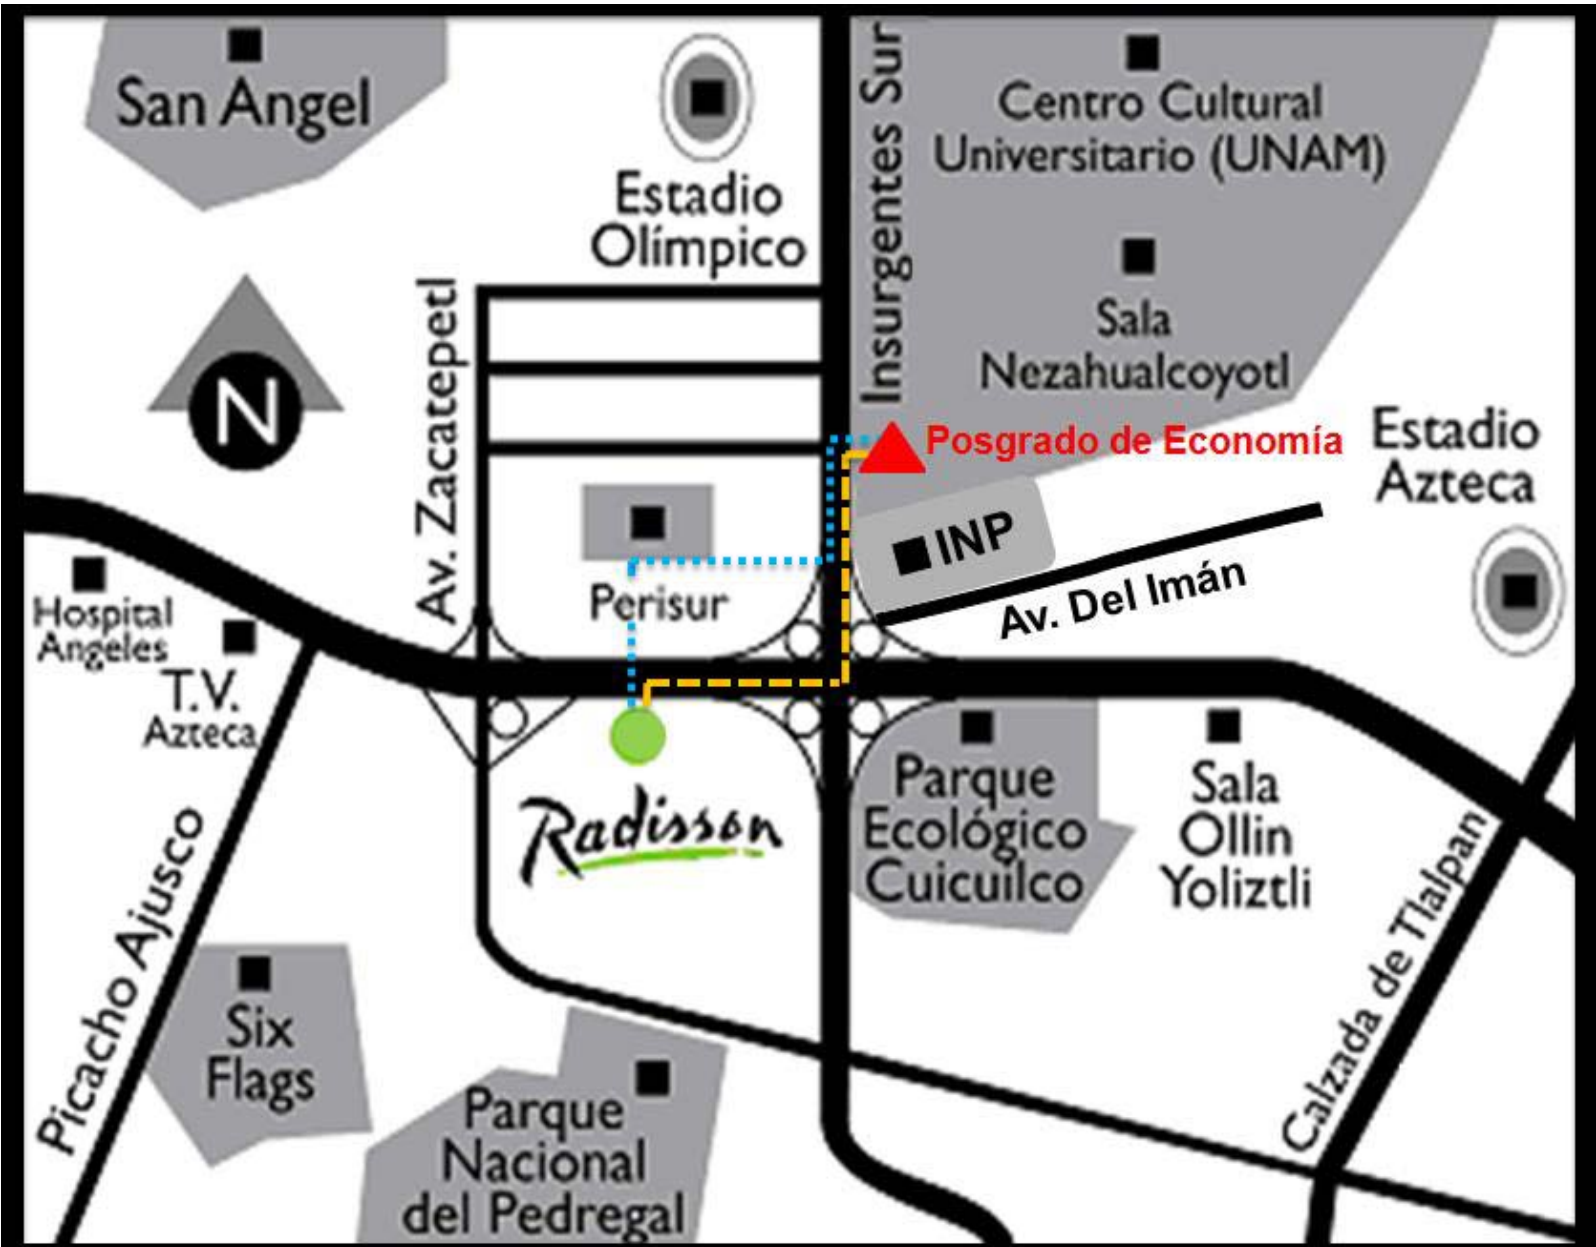 San Angel
Estadio
Olímpico
Insurgentes Sur
Centro Cultural
Universitario (UNAM)
Sala
Nezahualcoyotl
N
Av. Zacatepetl
Posgrado de Economía
Estadio
Azteca
INP
Av. Del Imán
Perisur
Hospital
Angeles
T.V.
Azteca
Radisson
Parque
Ecológico
Cuicuilco
Sala
Ollin
Yoliztli
Picacho Ajusco
Calzada de Tlalpan
Six
Flags
Parque
Nacional
del Pedregal